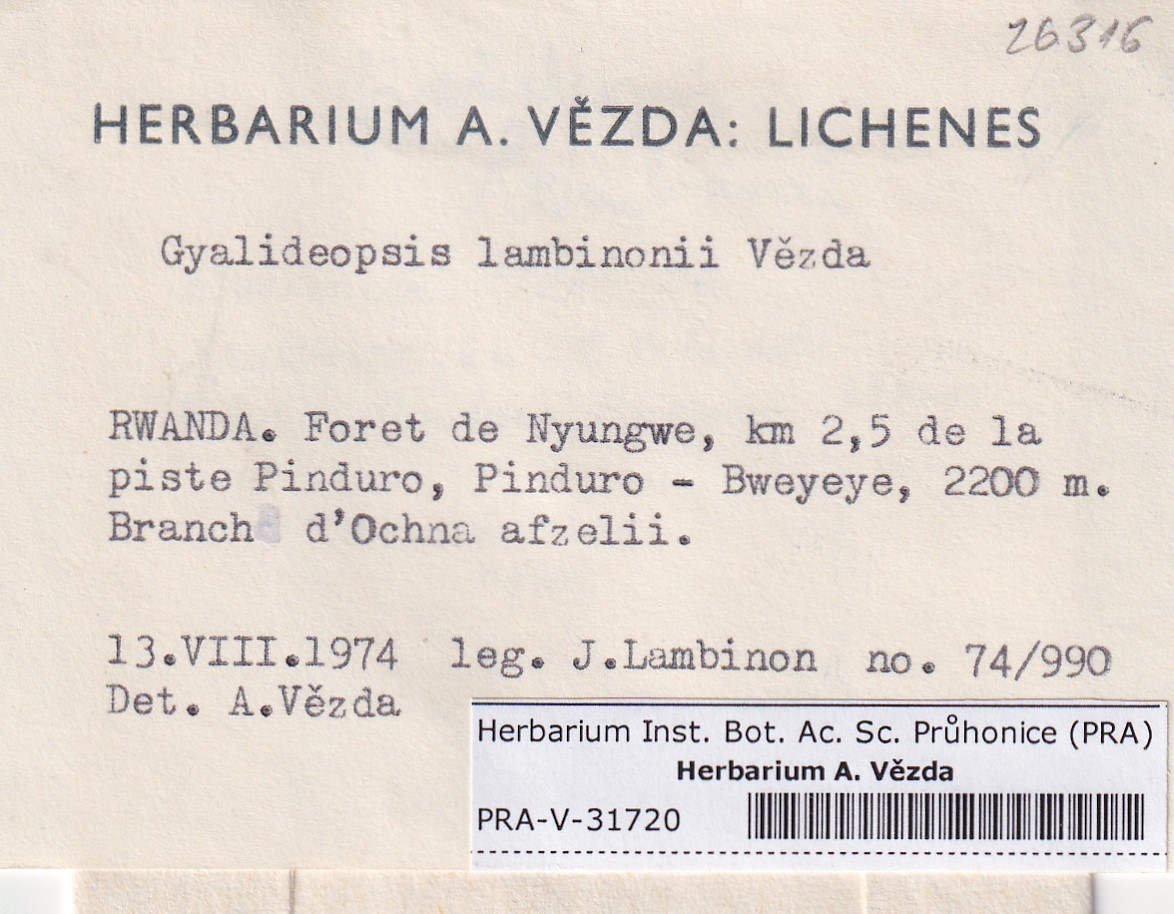 26316
HERBARIUM A. VĚZDA: LICHENES
Gyalideopsis lambinonii Vězda
RWANDA. Foret de Nyungwe, km 2,5 de la
piste Pinduro, Pinduro - Bweyeye, 2200 m.
Branch d'Ochna afzelii.
13.VIII.1974 leg. J.Lambinon no. 74/990
Det. A.Vězda
Herbarium Inst. Bot. Ac. Sc. Průhonice (PRA)
Herbarium A. Vězda
PRA-V-31720